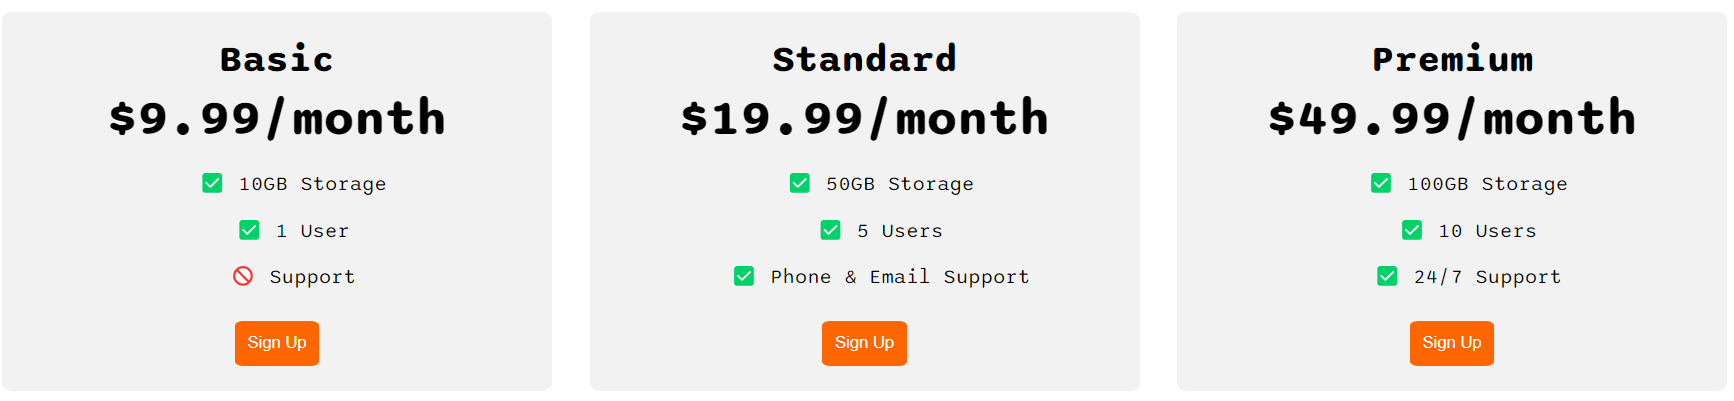 Basic
$9.99/month
✅ 10GB Storage
✅ 1 User
🚫 Support
Sign Up
Standard
$19.99/month
✅ 50GB Storage
✅ 5 Users
✅ Phone & Email Support
Sign Up
Premium
$49.99/month
✅ 100GB Storage
✅ 10 Users
✅ 24/7 Support
Sign Up